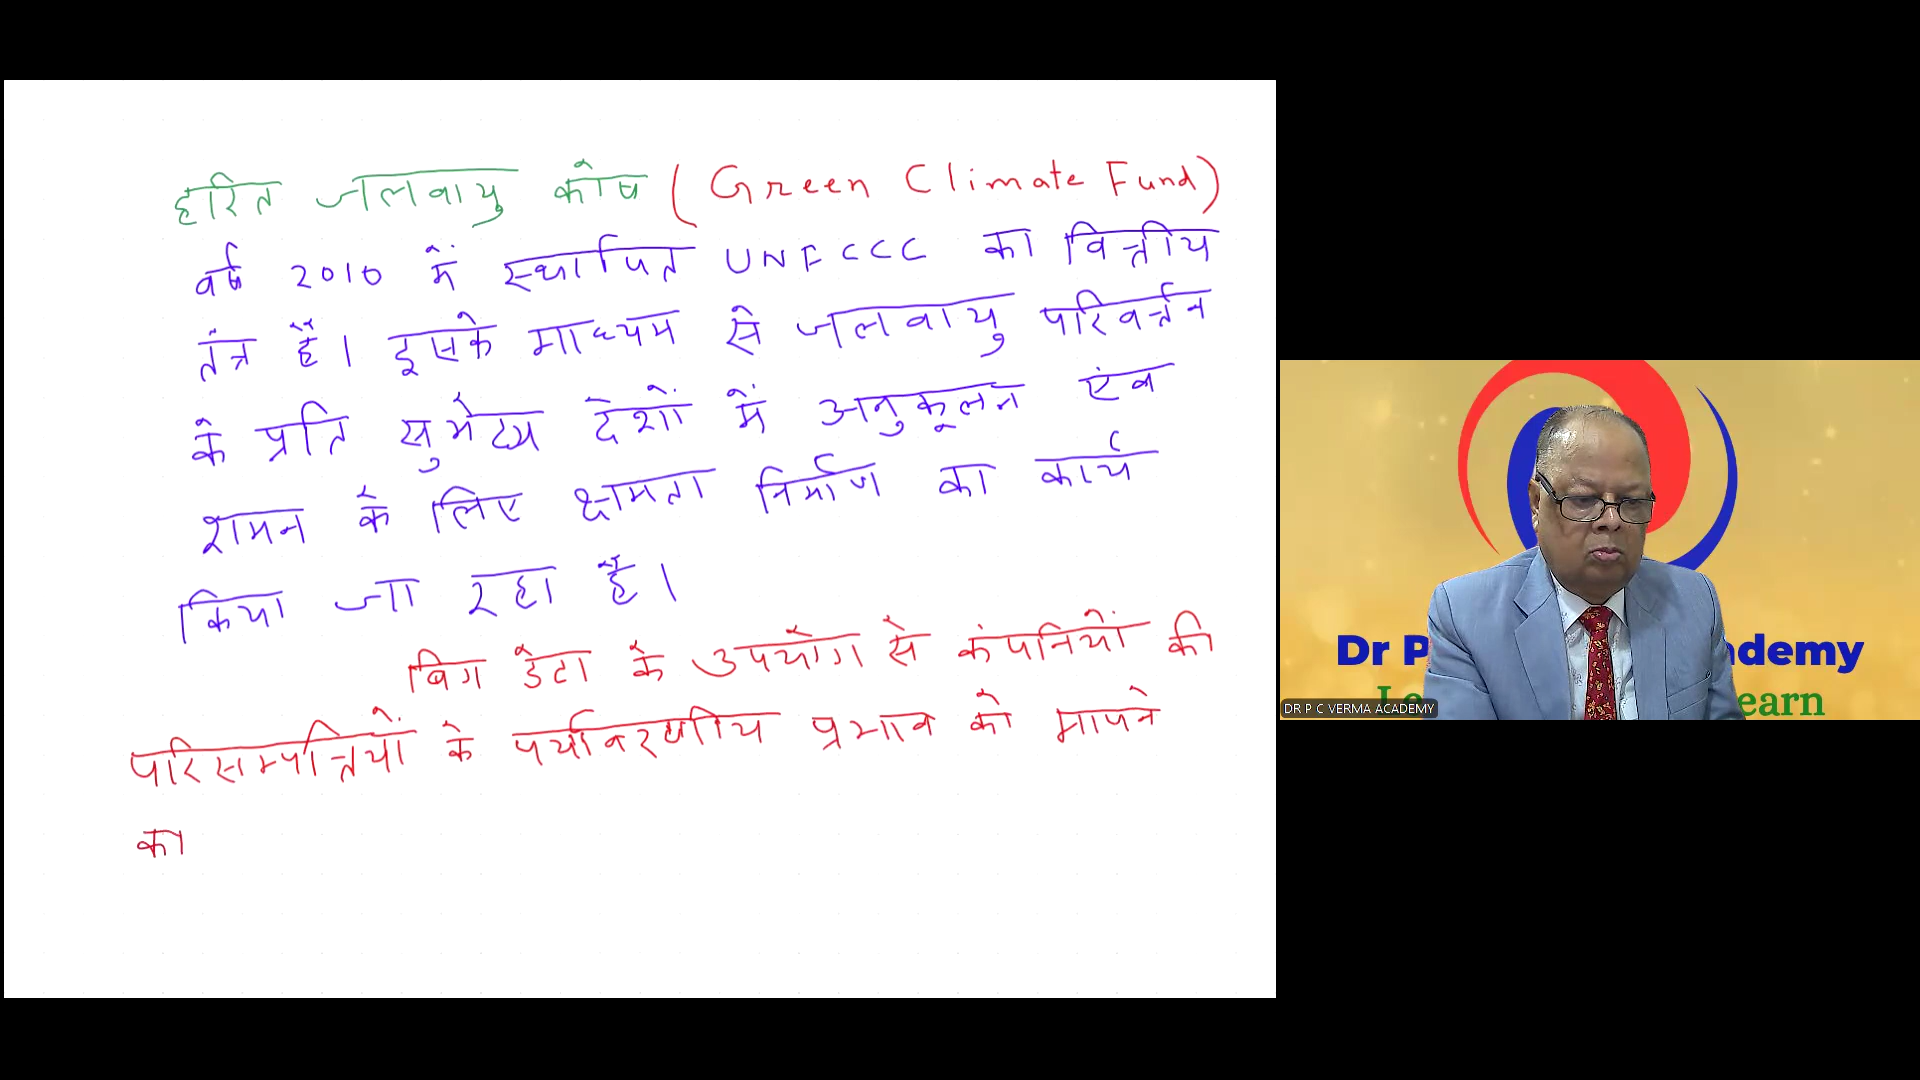 हरित जलवायु कोष (Green Climate Fund)
वर्ष 2010 में स्थापित UNFCCC का वित्तीय
तंत्र हैं। इसके माध्यम से जलवायु परिवर्त्तन
के प्रति सुभेद्य देशों में अनुकूलन एंव
शमन के लिए क्षमता निर्माण का कार्य
किया जा रहा हैं।
बिग डेटा के उपयोग से कंपनियों की
परिसम्पत्तियों के पर्यावरणीय प्रभाव को मापने
का
Dr P demy
Le earn
DR P C VERMA ACADEMY